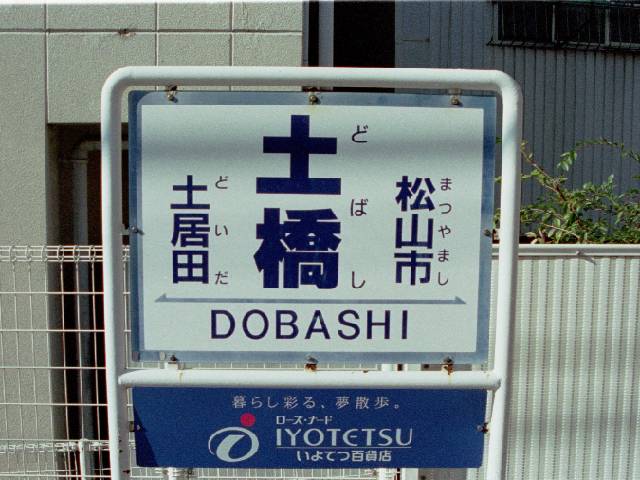 土橋
どばし
土居田
どいだ
松山市
まつやまし
DOBASHI
暮らし彩る、夢散歩。
ローズ・ナード
IYOTETSU
いよてつ百貨店